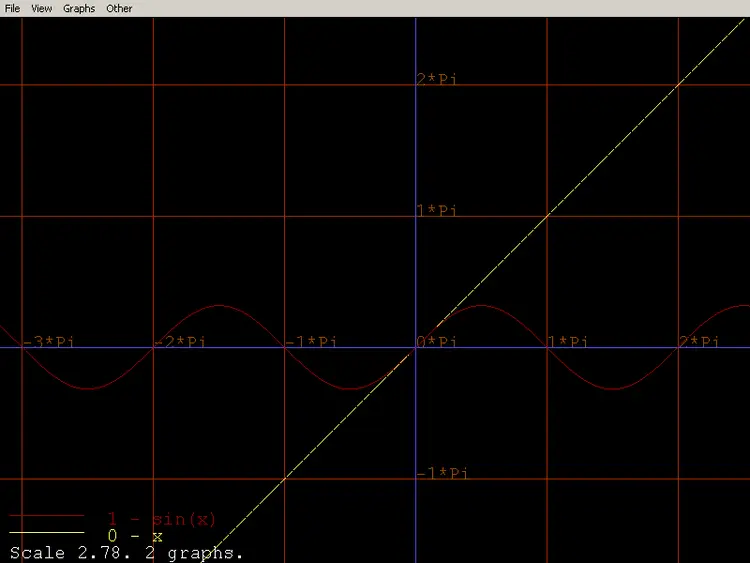 File View Graphs Other
2*Pi
1*Pi
-3*Pi -2*Pi -1*Pi 0*Pi 1*Pi 2*Pi
-1*Pi
1 - sin(x)
0 - x
Scale 2.78. 2 graphs.